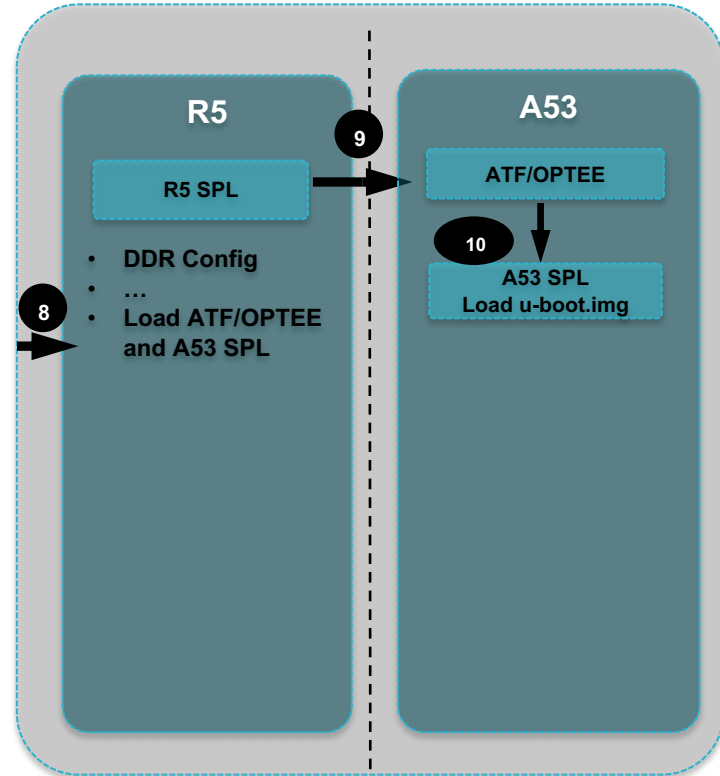 R5
R5 SPL
• DDR Config
• …
• Load ATF/OPTEE
and A53 SPL
8
9
A53
ATF/OPTEE
10
A53 SPL
Load u-boot.img